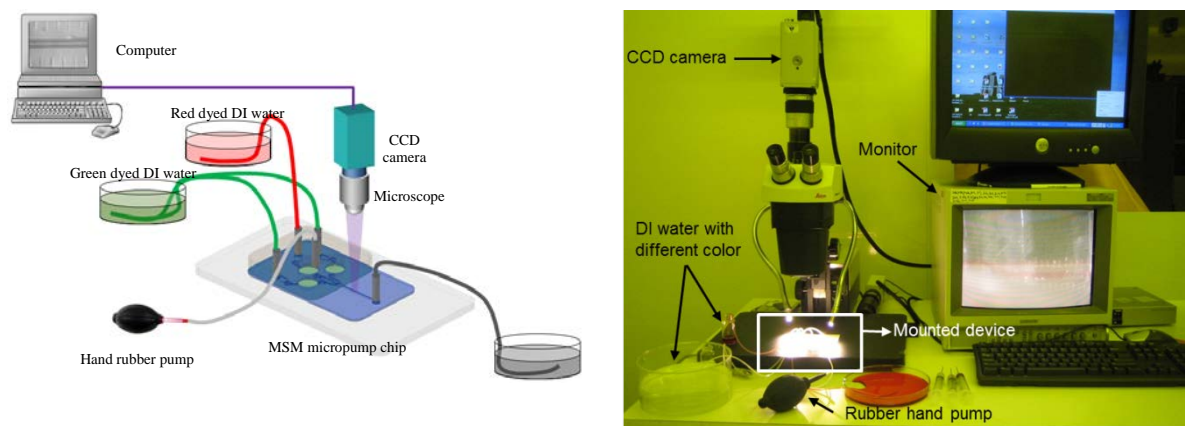 Computer
Red dyed DI water
CCD
camera
Green dyed DI water
Microscope
Hand rubber pump
MSM micropump chip
CCD camera
Monitor
DI water with
different color
Mounted device
Rubber hand pump